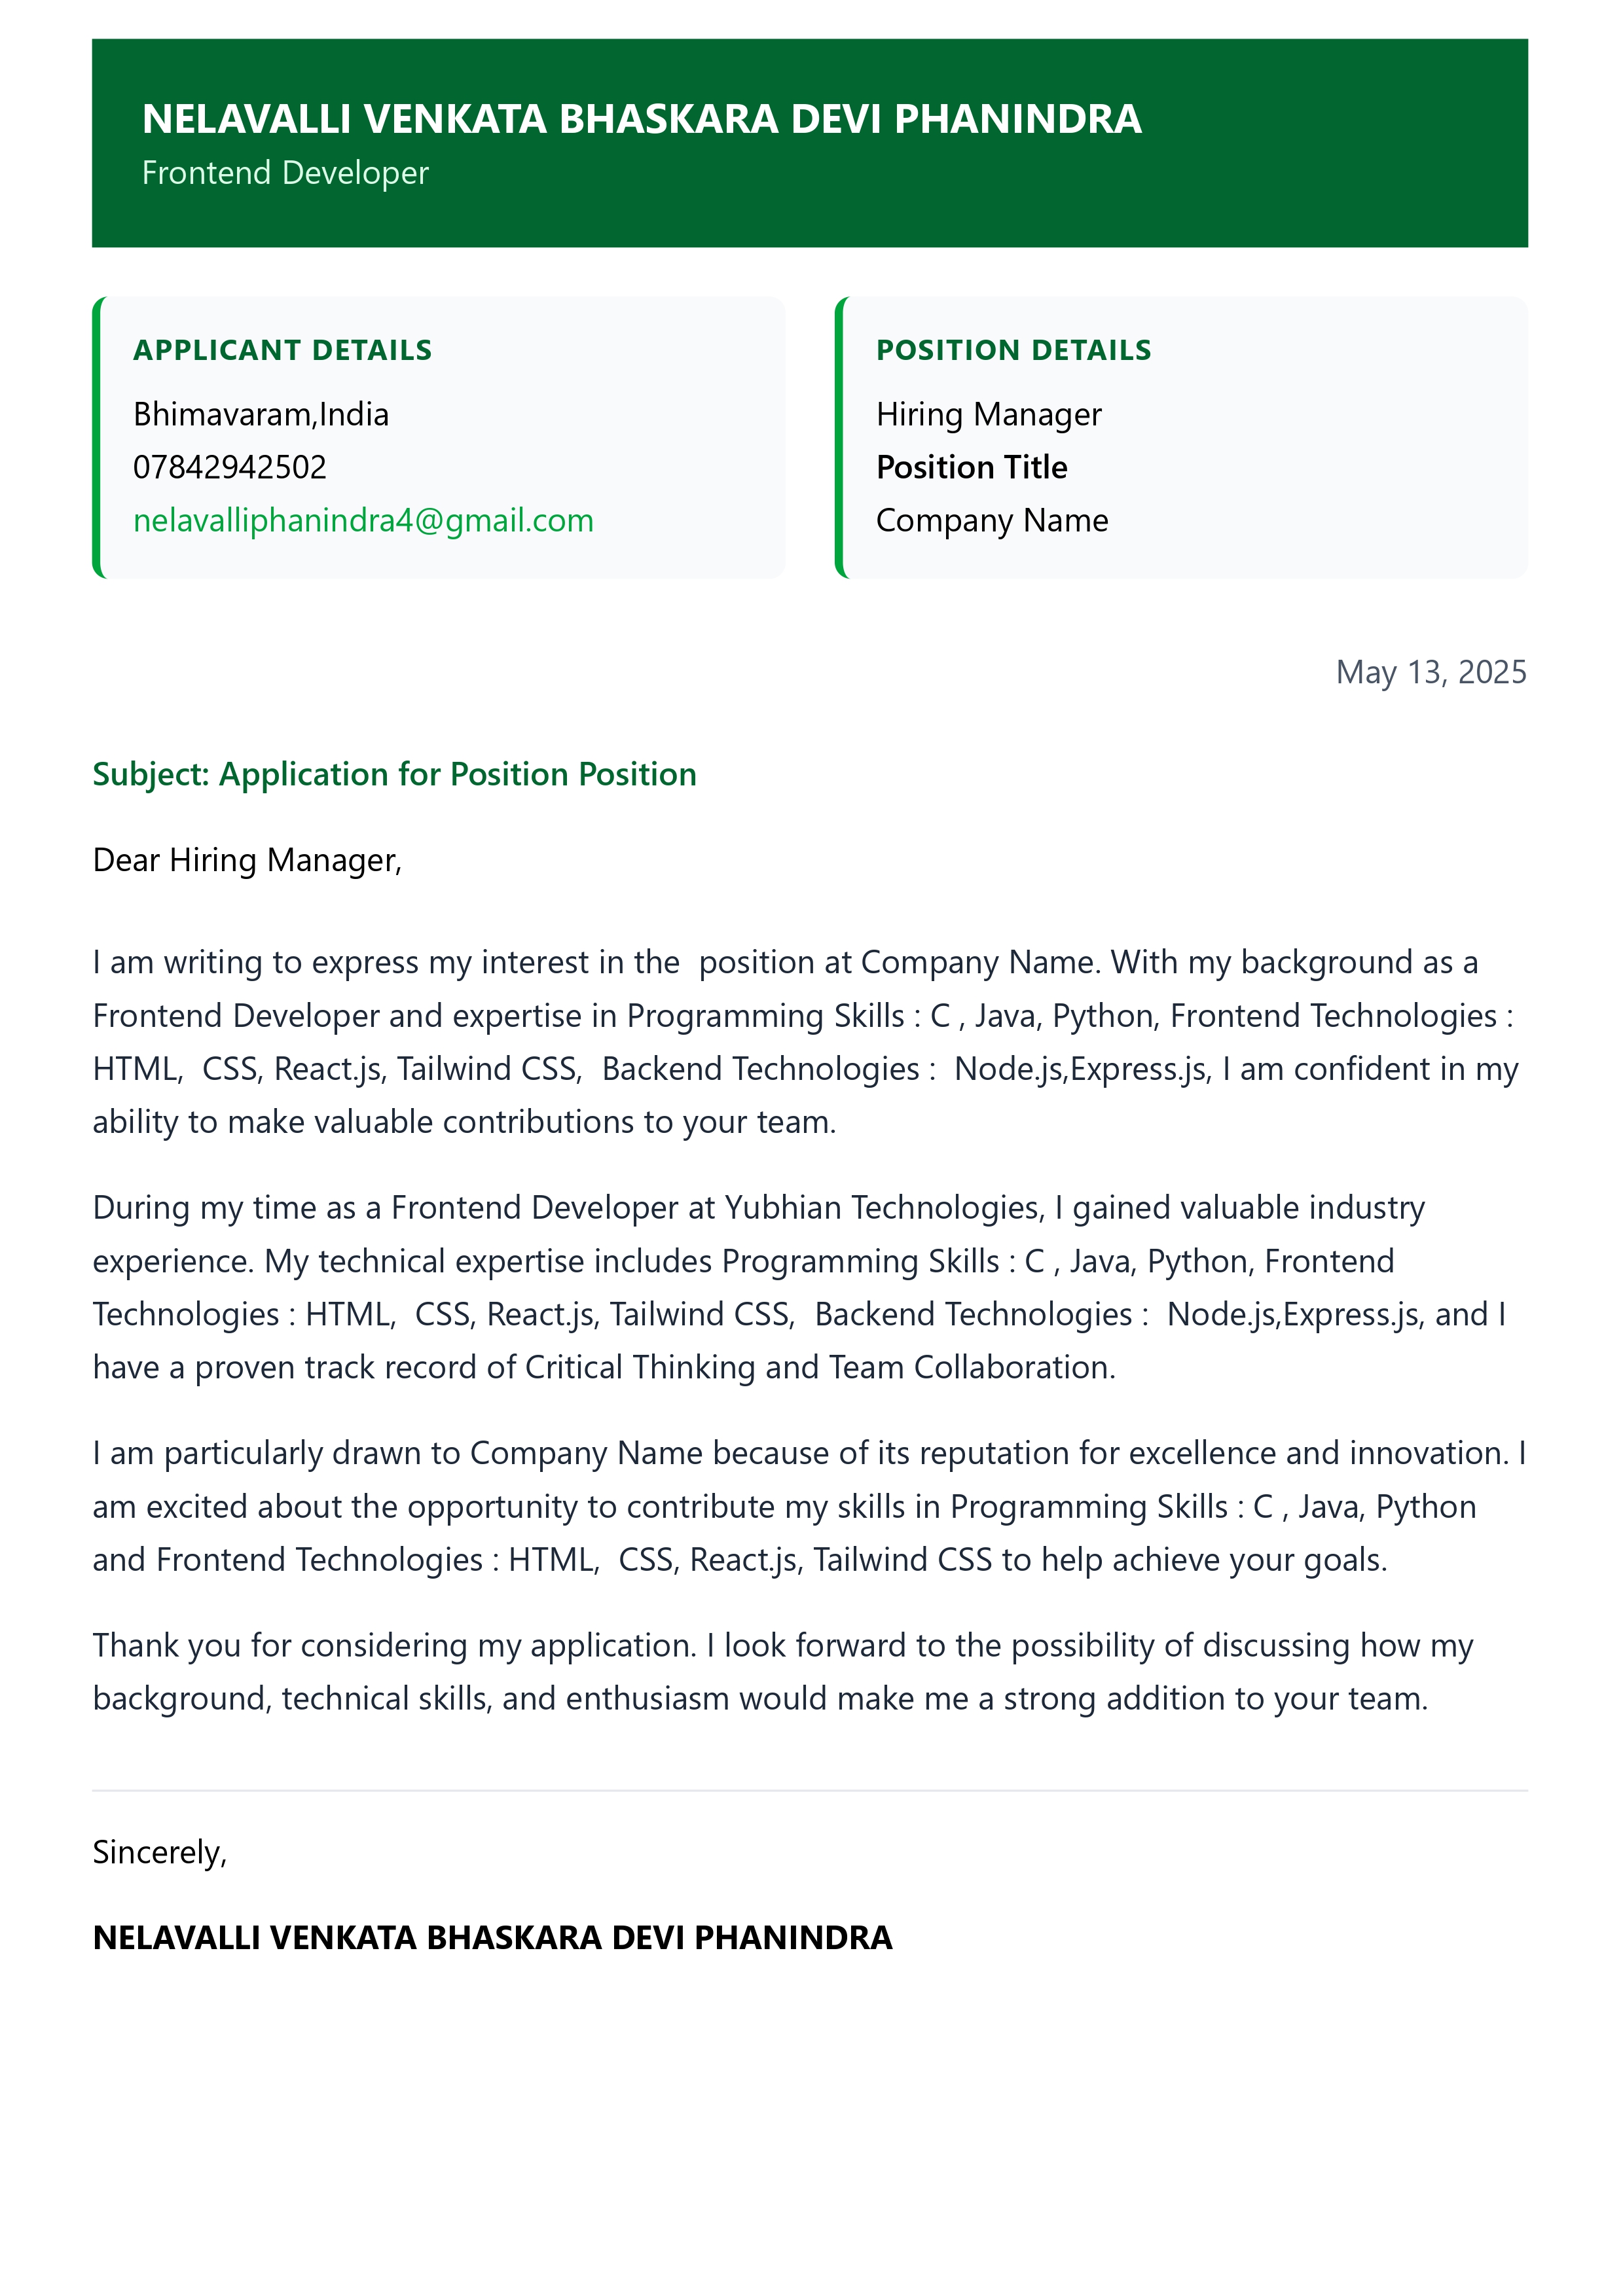 NELAVALLI VENKATA BHASKARA DEVI PHANINDRA
Frontend Developer
APPLICANT DETAILS
Bhimavaram,India
07842942502
nelavalliphanindra4@gmail.com
POSITION DETAILS
Hiring Manager
Position Title
Company Name
May 13, 2025
Subject: Application for Position Position
Dear Hiring Manager,
I am writing to express my interest in the  position at Company Name. With my background as a
Frontend Developer and expertise in Programming Skills : C , Java, Python, Frontend Technologies :
HTML,  CSS, React.js, Tailwind CSS,  Backend Technologies :  Node.js,Express.js, I am confident in my
ability to make valuable contributions to your team.
During my time as a Frontend Developer at Yubhian Technologies, I gained valuable industry
experience. My technical expertise includes Programming Skills : C , Java, Python, Frontend
Technologies : HTML,  CSS, React.js, Tailwind CSS,  Backend Technologies :  Node.js,Express.js, and I
have a proven track record of Critical Thinking and Team Collaboration.
I am particularly drawn to Company Name because of its reputation for excellence and innovation. I
am excited about the opportunity to contribute my skills in Programming Skills : C , Java, Python
and Frontend Technologies : HTML,  CSS, React.js, Tailwind CSS to help achieve your goals.
Thank you for considering my application. I look forward to the possibility of discussing how my
background, technical skills, and enthusiasm would make me a strong addition to your team.
Sincerely,
NELAVALLI VENKATA BHASKARA DEVI PHANINDRA